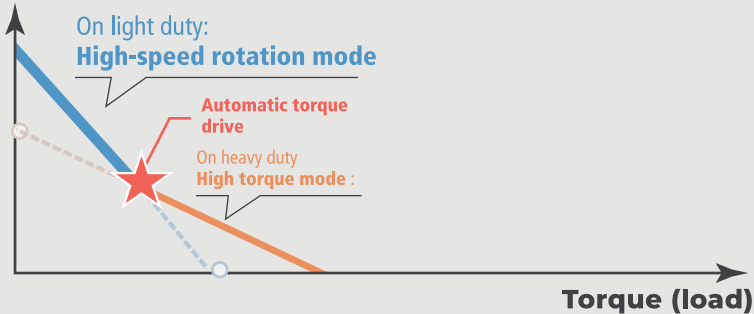 On light duty:
High-speed rotation mode
Automatic torque
drive
On heavy duty
High torque mode :
Torque (load)